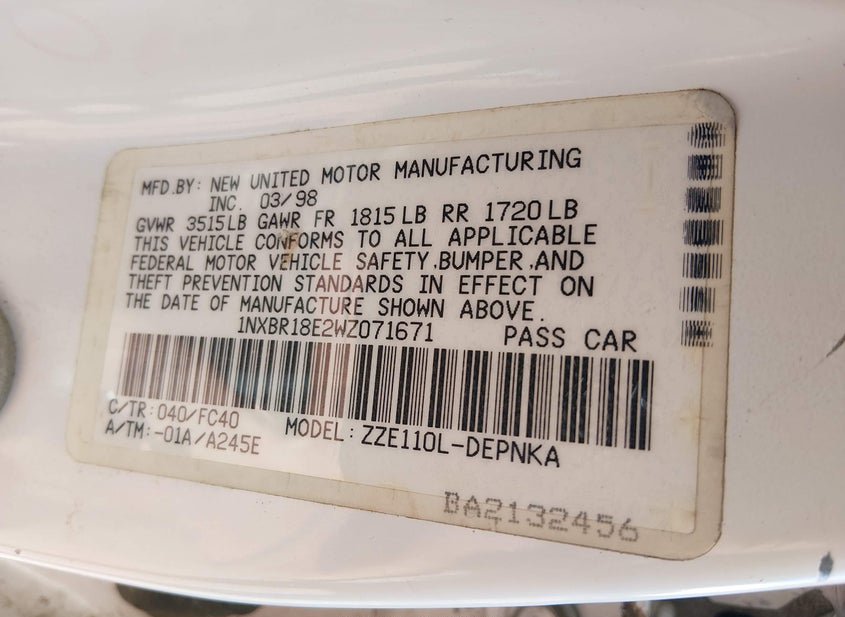 MFD.BY: NEW UNITED MOTOR MANUFACTURING
INC. 03/98
GVWR 3515LB GAWR FR 1815LB RR 1720LB
THIS VEHICLE CONFORMS TO ALL APPLICABLE
FEDERAL MOTOR VEHICLE SAFETY,BUMPER,AND
THEFT PREVENTION STANDARDS IN EFFECT ON
THE DATE OF MANUFACTURE SHOWN ABOVE.
1NXBR18E2WZ071671 PASS CAR
C/TR:040/FC40
A/TM:-01A/A245E MODEL:ZZE110L-DEPNKA
BA2132456